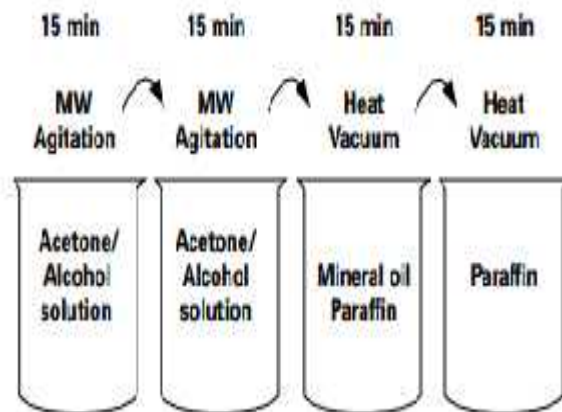 15 min 15 min 15 min 15 min
MW MW Heat Heat
Agitation Agitation Vacuum Vacuum
Acetone/
Alcohol
solution
Acetone/
Alcohol
solution
Mineral oil
Paraffin
Paraffin